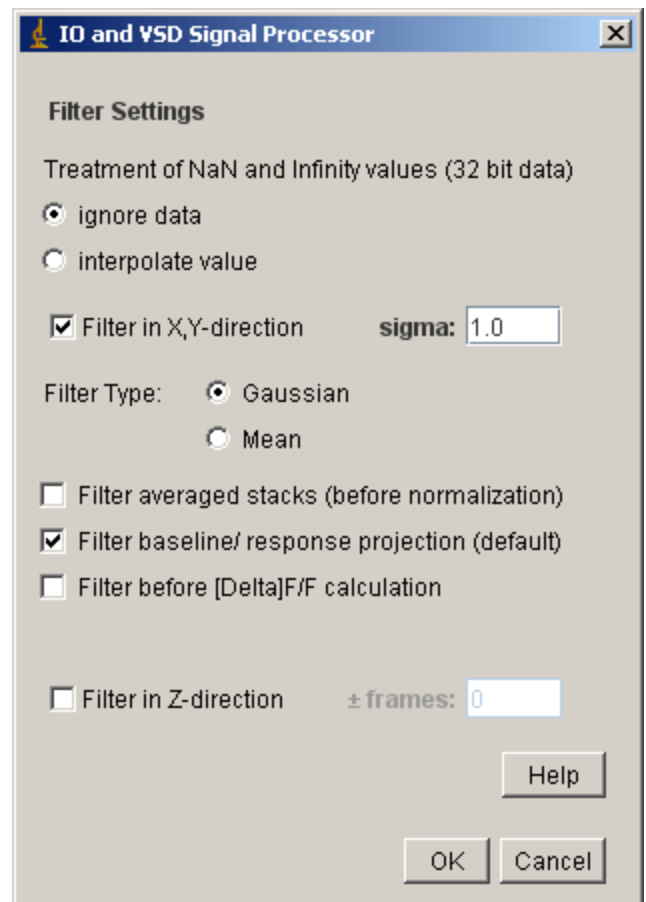 IO and VSD Signal Processor
Filter Settings
Treatment of NaN and Infinity values (32 bit data)
ignore data
interpolate value
Filter in X,Y-direction sigma: 1.0
Filter Type: Gaussian
Mean
Filter averaged stacks (before normalization)
Filter baseline/ response projection (default)
Filter before [Delta]F/F calculation
Filter in Z-direction ± frames: 0
Help
OK Cancel